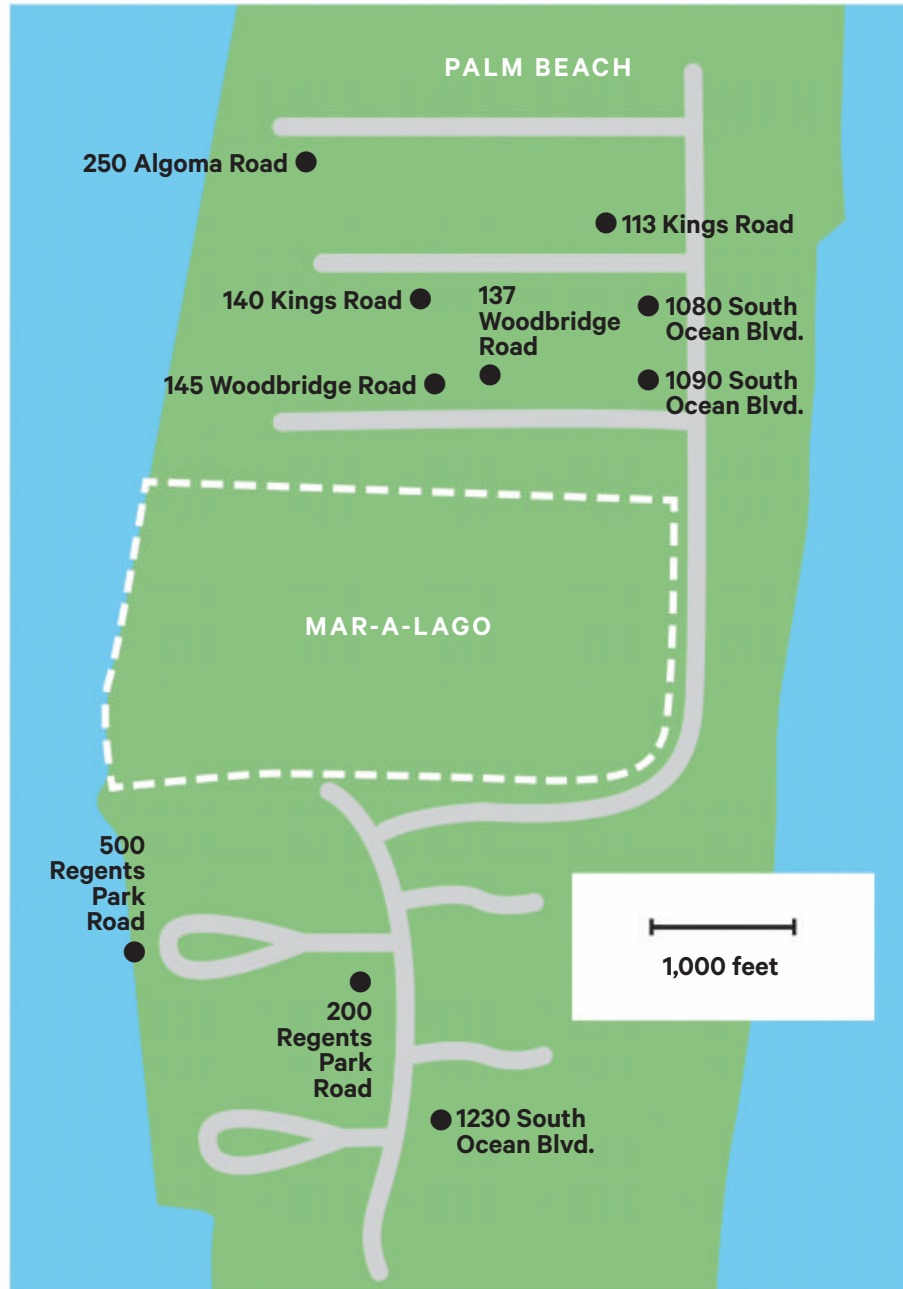 PALM BEACH
250 Algoma Road
113 Kings Road
140 Kings Road
137
Woodbridge
Road
1080 South
Ocean Blvd.
145 Woodbridge Road
1090 South
Ocean Blvd.
MAR-A-LAGO
500
Regents
Park
Road
1,000 feet
200
Regents
Park
Road
1230 South
Ocean Blvd.